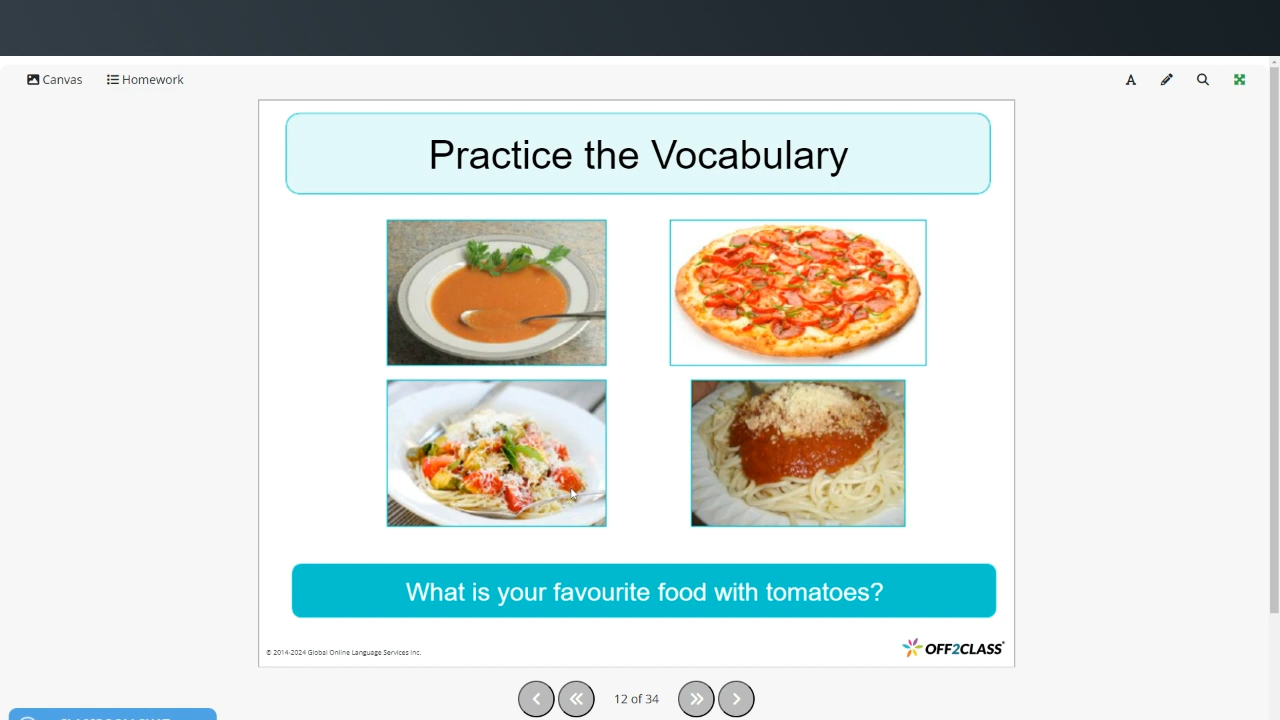 Canvas
Homework
Practice the Vocabulary
What is your favourite food with tomatoes?
© 2014-2024 Global Online Language Services Inc.
OFF2CLASS
12 of 34